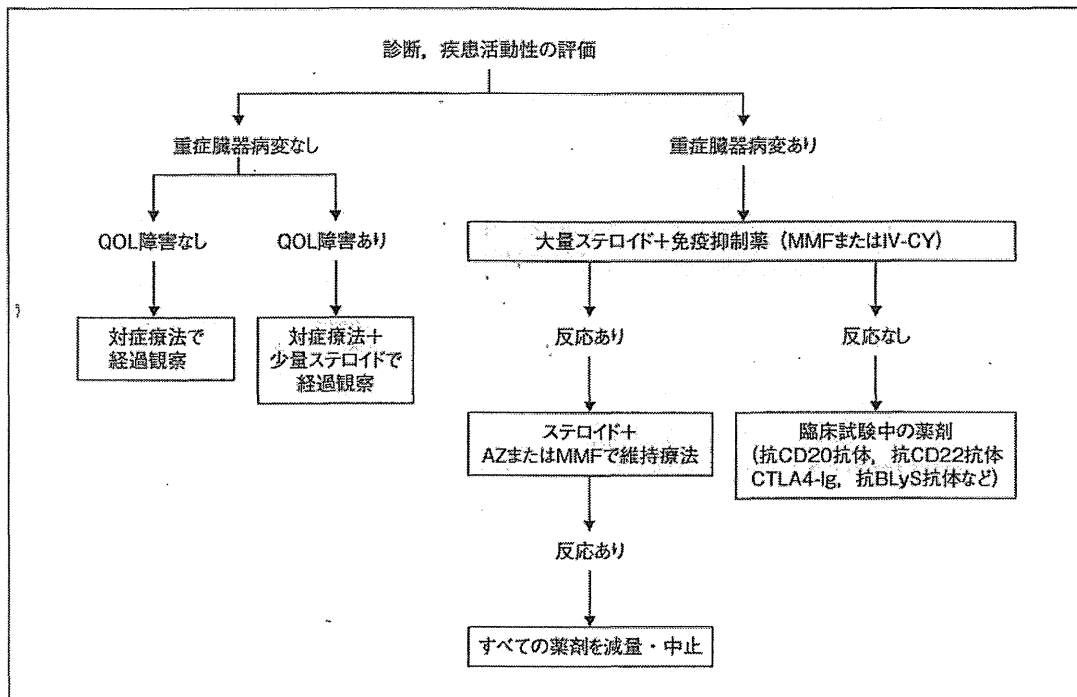 診断，疾患活動性の評価
重症臓器病変なし
重症臓器病変あり
QOL障害なし
QOL障害あり
大量ステロイド＋免疫抑制薬（MMFまたはIV-CY）
対症療法で
経過観察
対症療法＋
少量ステロイドで
経過観察
反応あり
反応なし
ステロイド＋
AZまたはMMFで維持療法
臨床試験中の薬剤
（抗CD20抗体，抗CD22抗体
CTLA4-Ig，抗BLyS抗体など）
反応あり
すべての薬剤を減量・中止